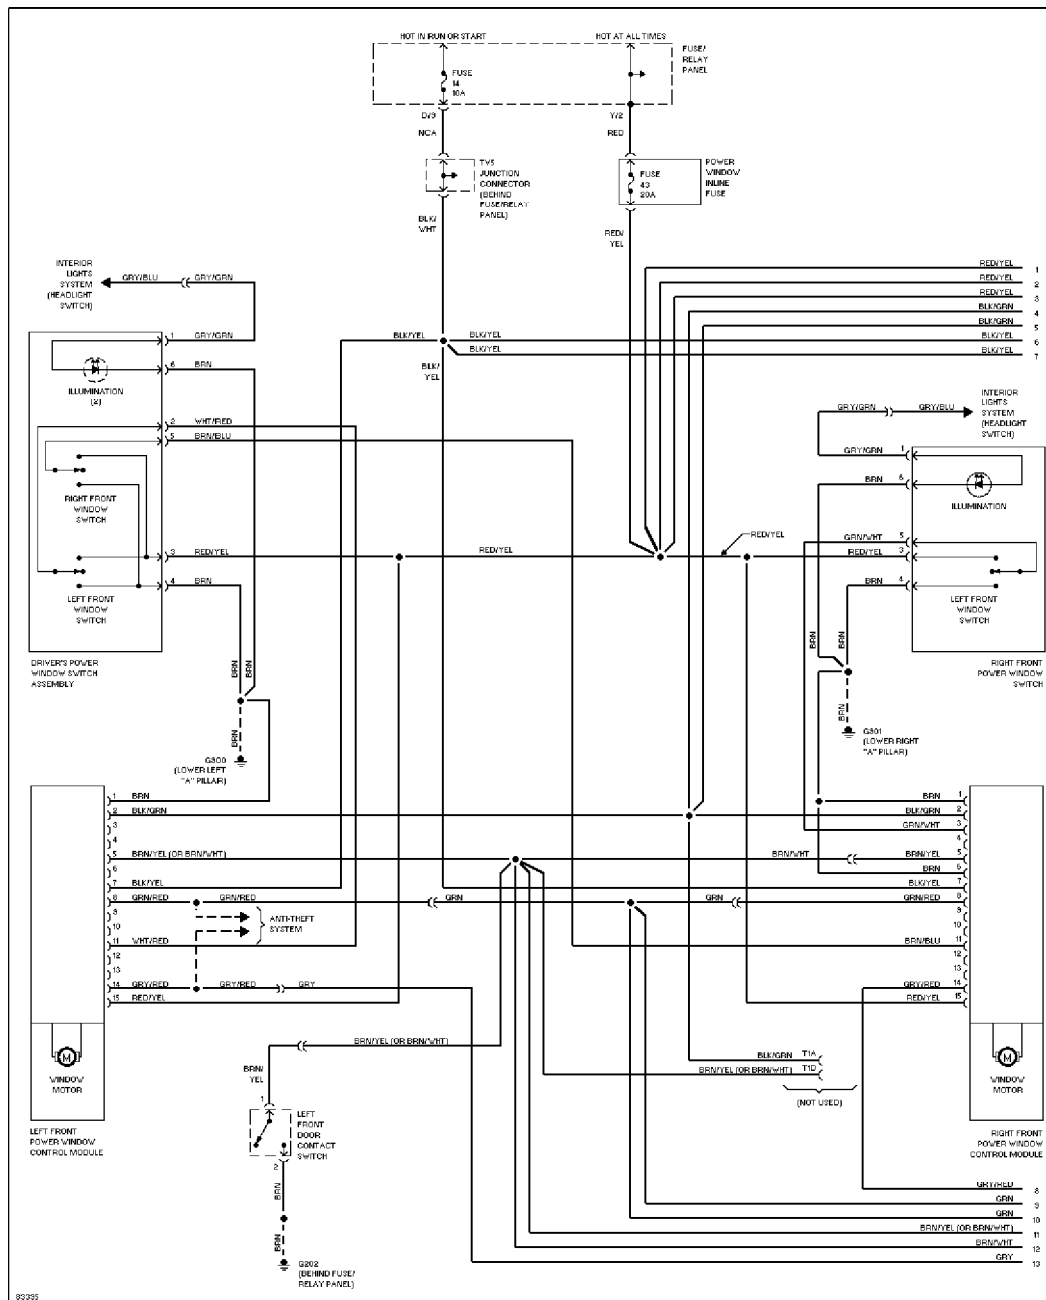 HOT IN RUN OR START
HOT AT ALL TIMES
FUSE/
RELAY
PANEL
FUSE
14
10A
D/9
Y/2
NCA
RED
TV5
JUNCTION
CONNECTOR
(BEHIND
FUSE/RELAY
PANEL)
FUSE
43
20A
POWER
WINDOW
INLINE
FUSE
BLK/
WHT
RED/
YEL
INTERIOR
LIGHTS
SYSTEM
(HEADLIGHT
SWITCH)
GRY/BLU
GRY/GRN
RED/YEL 1
RED/YEL 2
RED/YEL 3
BLK/GRN 4
BLK/GRN 5
BLK/YEL 6
BLK/YEL 7
1 GRY/GRN
BLK/YEL
BLK/YEL
BLK/YEL
BLK/
YEL
6 BRN
ILLUMINATION
(2)
2 WHT/RED
5 BRN/BLU
RIGHT FRONT
WINDOW
SWITCH
3 RED/YEL
RED/YEL
RED/YEL
4 BRN
LEFT FRONT
WINDOW
SWITCH
DRIVER'S POWER
WINDOW SWITCH
ASSEMBLY
BRN
BRN
BRN
G300
(LOWER LEFT
"A" PILLAR)
INTERIOR
LIGHTS
SYSTEM
(HEADLIGHT
SWITCH)
GRY/GRN
GRY/BLU
GRY/GRN 1
BRN 6
ILLUMINATION
GRN/WHT 5
RED/YEL 3
BRN 4
LEFT FRONT
WINDOW
SWITCH
BRN
BRN
RIGHT FRONT
POWER WINDOW
SWITCH
BRN
G301
(LOWER RIGHT
"A" PILLAR)
1 BRN
2 BLK/GRN
3
4
5 BRN/YEL (OR BRN/WHT)
6
7 BLK/YEL
8 GRN/RED
GRN/RED
GRN
9
10
11 WHT/RED
12
13
14 GRY/RED
GRY/RED
GRY
15 RED/YEL
ANTI-THEFT
SYSTEM
BRN 1
BLK/GRN 2
GRN/WHT 3
4
BRN/WHT
BRN/YEL 5
BRN 6
BLK/YEL 7
GRN
GRN/RED 8
9
10
BRN/BLU 11
12
13
GRY/RED 14
RED/YEL 15
M
WINDOW
MOTOR
LEFT FRONT
POWER WINDOW
CONTROL MODULE
BRN/YEL (OR BRN/WHT)
BRN/
YEL
1
LEFT
FRONT
DOOR
CONTACT
SWITCH
2
BRN
BRN
G202
(BEHIND FUSE/
RELAY PANEL)
BLK/GRN T1A
BRN/YEL (OR BRN/WHT) T1D
(NOT USED)
M
WINDOW
MOTOR
RIGHT FRONT
POWER WINDOW
CONTROL MODULE
GRY/RED 8
GRN 9
GRN 10
BRN/YEL (OR BRN/WHT) 11
BRN/WHT 12
GRY 13
83335